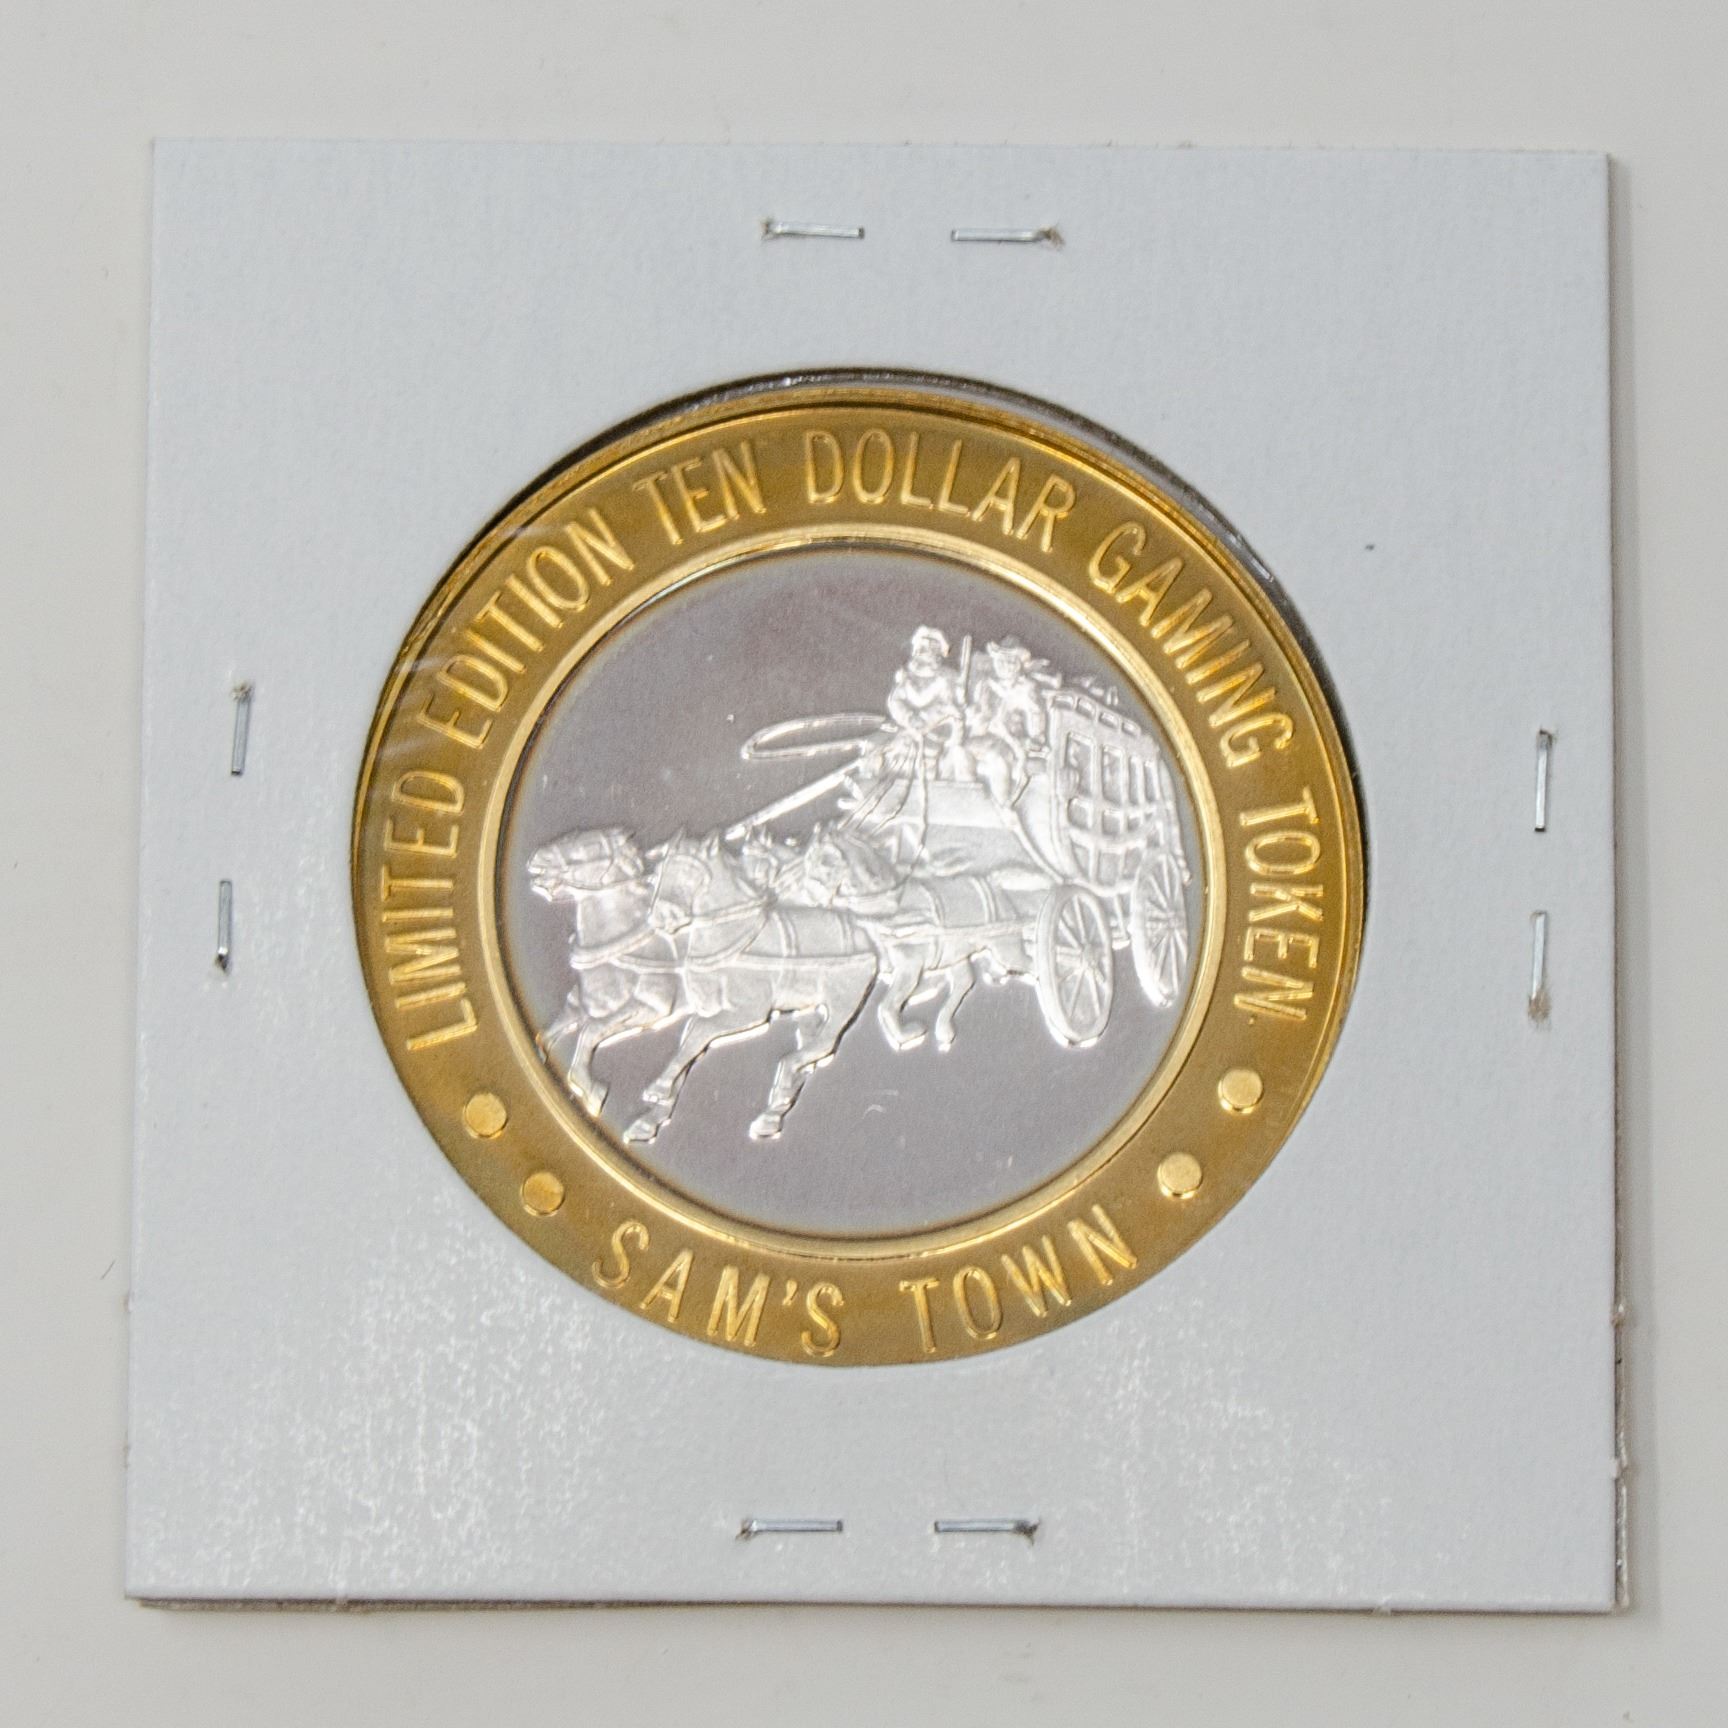 LIMITED EDITION TEN DOLLAR GAMING TOKEN
SAM'S TOWN